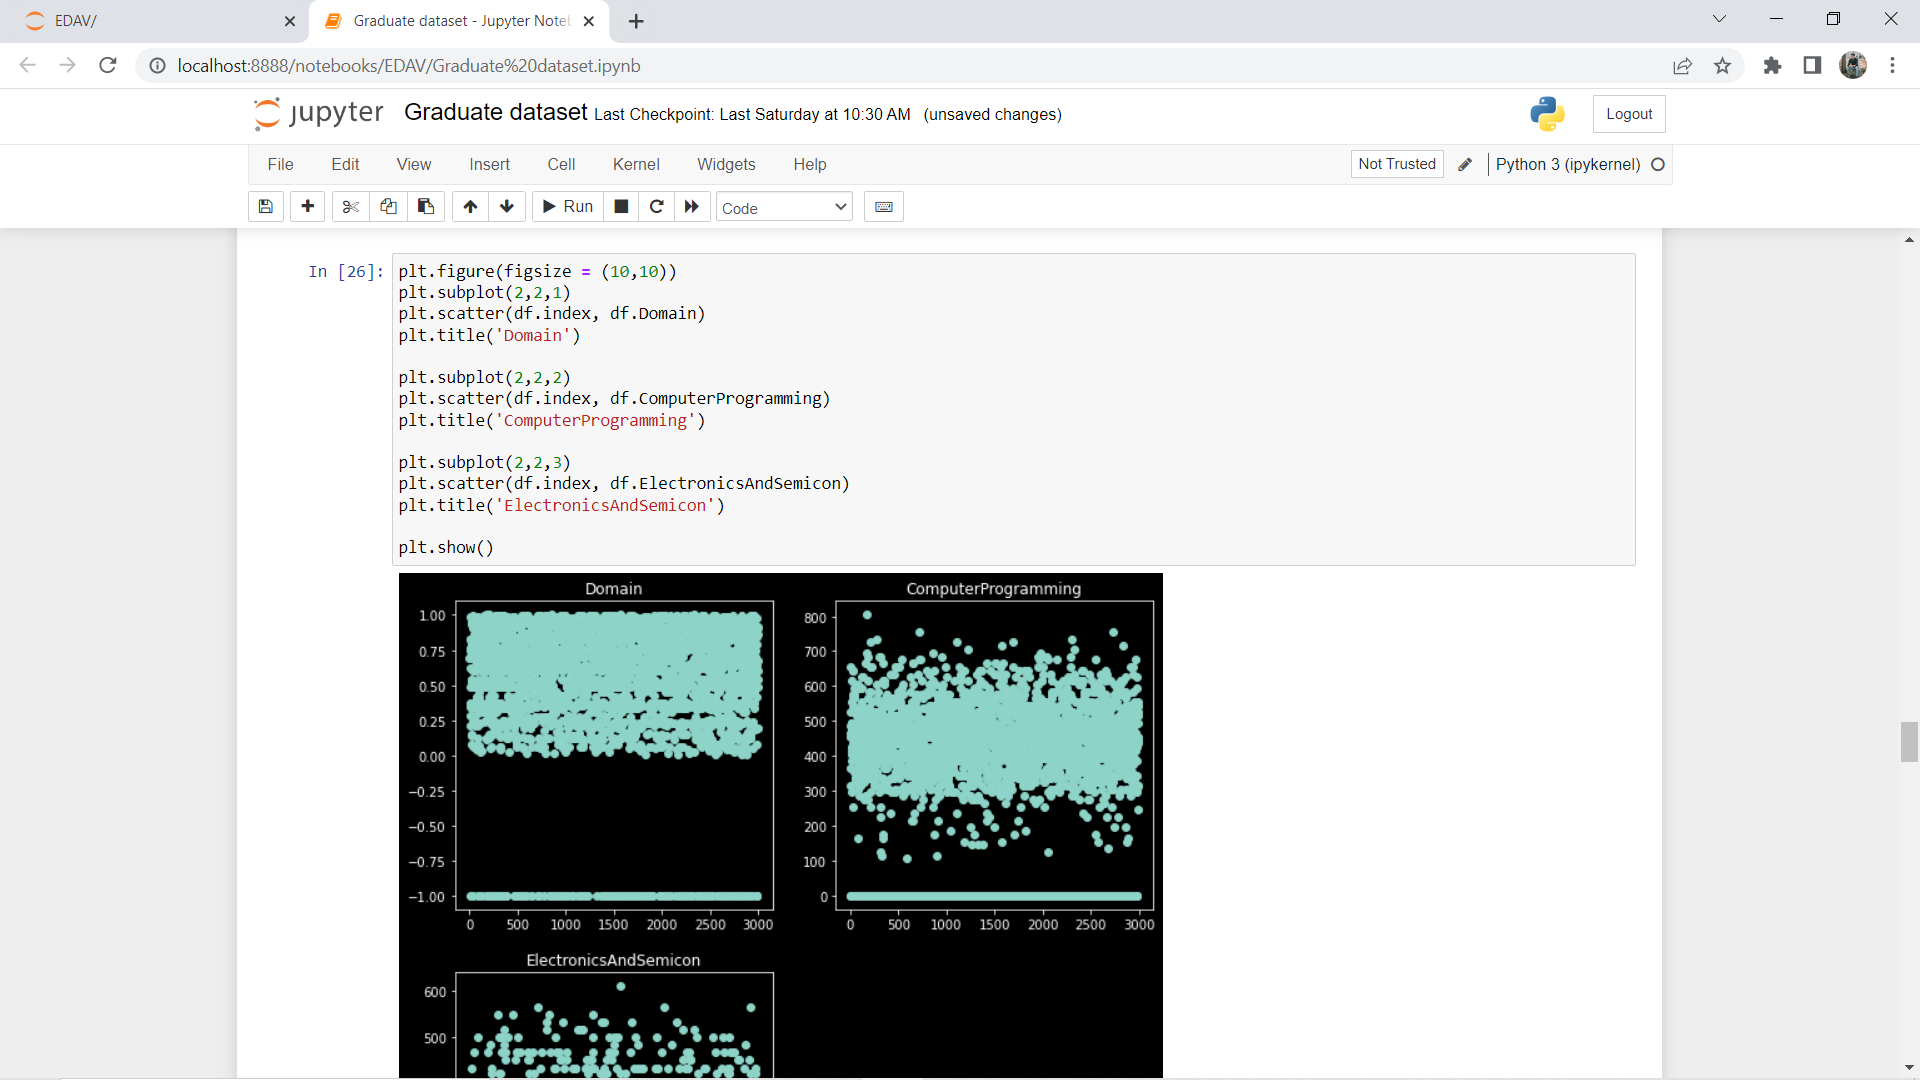 EDAV/
Graduate dataset - Jupyter Noteb
localhost:8888/notebooks/EDAV/Graduate%20dataset.ipynb
jupyter Graduate dataset Last Checkpoint: Last Saturday at 10:30 AM (unsaved changes)
Logout
File Edit View Insert Cell Kernel Widgets Help
Not Trusted
Python 3 (ipykernel)
Run
Code
In [26]:
plt.figure(figsize = (10,10))
plt.subplot(2,2,1)
plt.scatter(df.index, df.Domain)
plt.title('Domain')
plt.subplot(2,2,2)
plt.scatter(df.index, df.ComputerProgramming)
plt.title('ComputerProgramming')
plt.subplot(2,2,3)
plt.scatter(df.index, df.ElectronicsAndSemicon)
plt.title('ElectronicsAndSemicon')
plt.show()
Domain
1.00
0.75
0.50
0.25
0.00
−0.25
−0.50
−0.75
−1.00
0 500 1000 1500 2000 2500 3000
ComputerProgramming
800
700
600
500
400
300
200
100
0
0 500 1000 1500 2000 2500 3000
ElectronicsAndSemicon
600
500